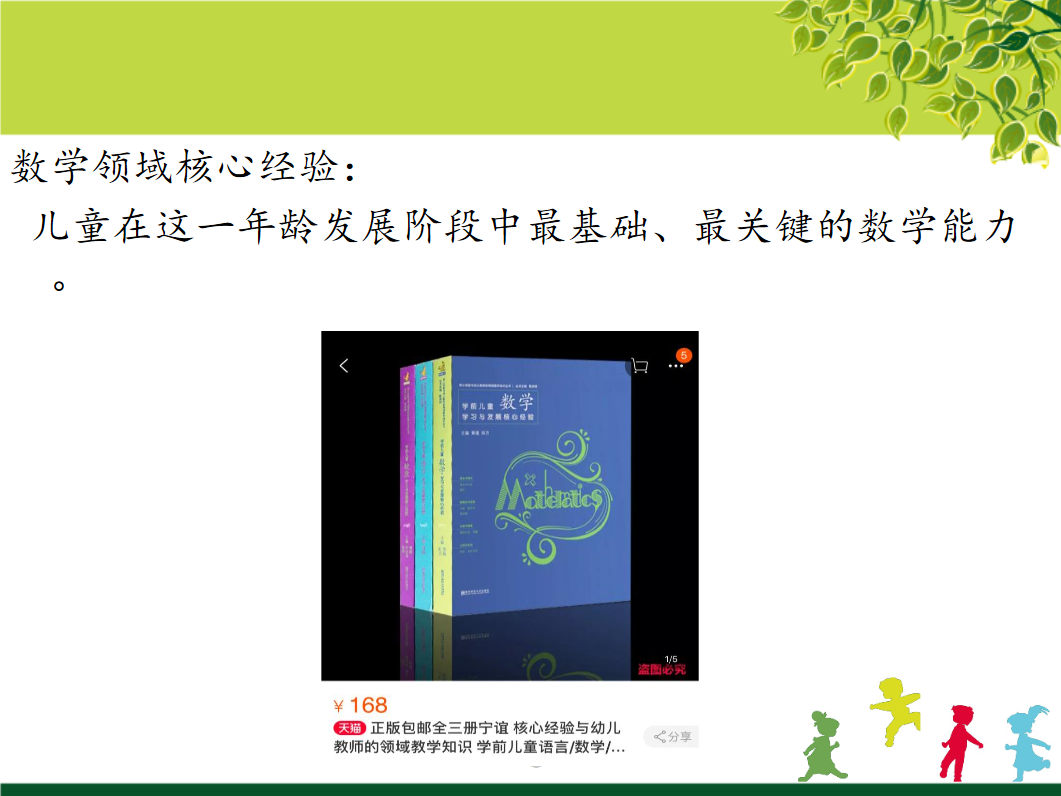 数学领域核心经验：
儿童在这一年龄发展阶段中最基础、最关键的数学能力
。
5
学前儿童 数学
学习与发展核心经验
Mathematics
1/5
盗图必究
¥ 168
天猫 正版包邮全三册宁谊 核心经验与幼儿
教师的领域教学知识 学前儿童语言/数学/...
分享